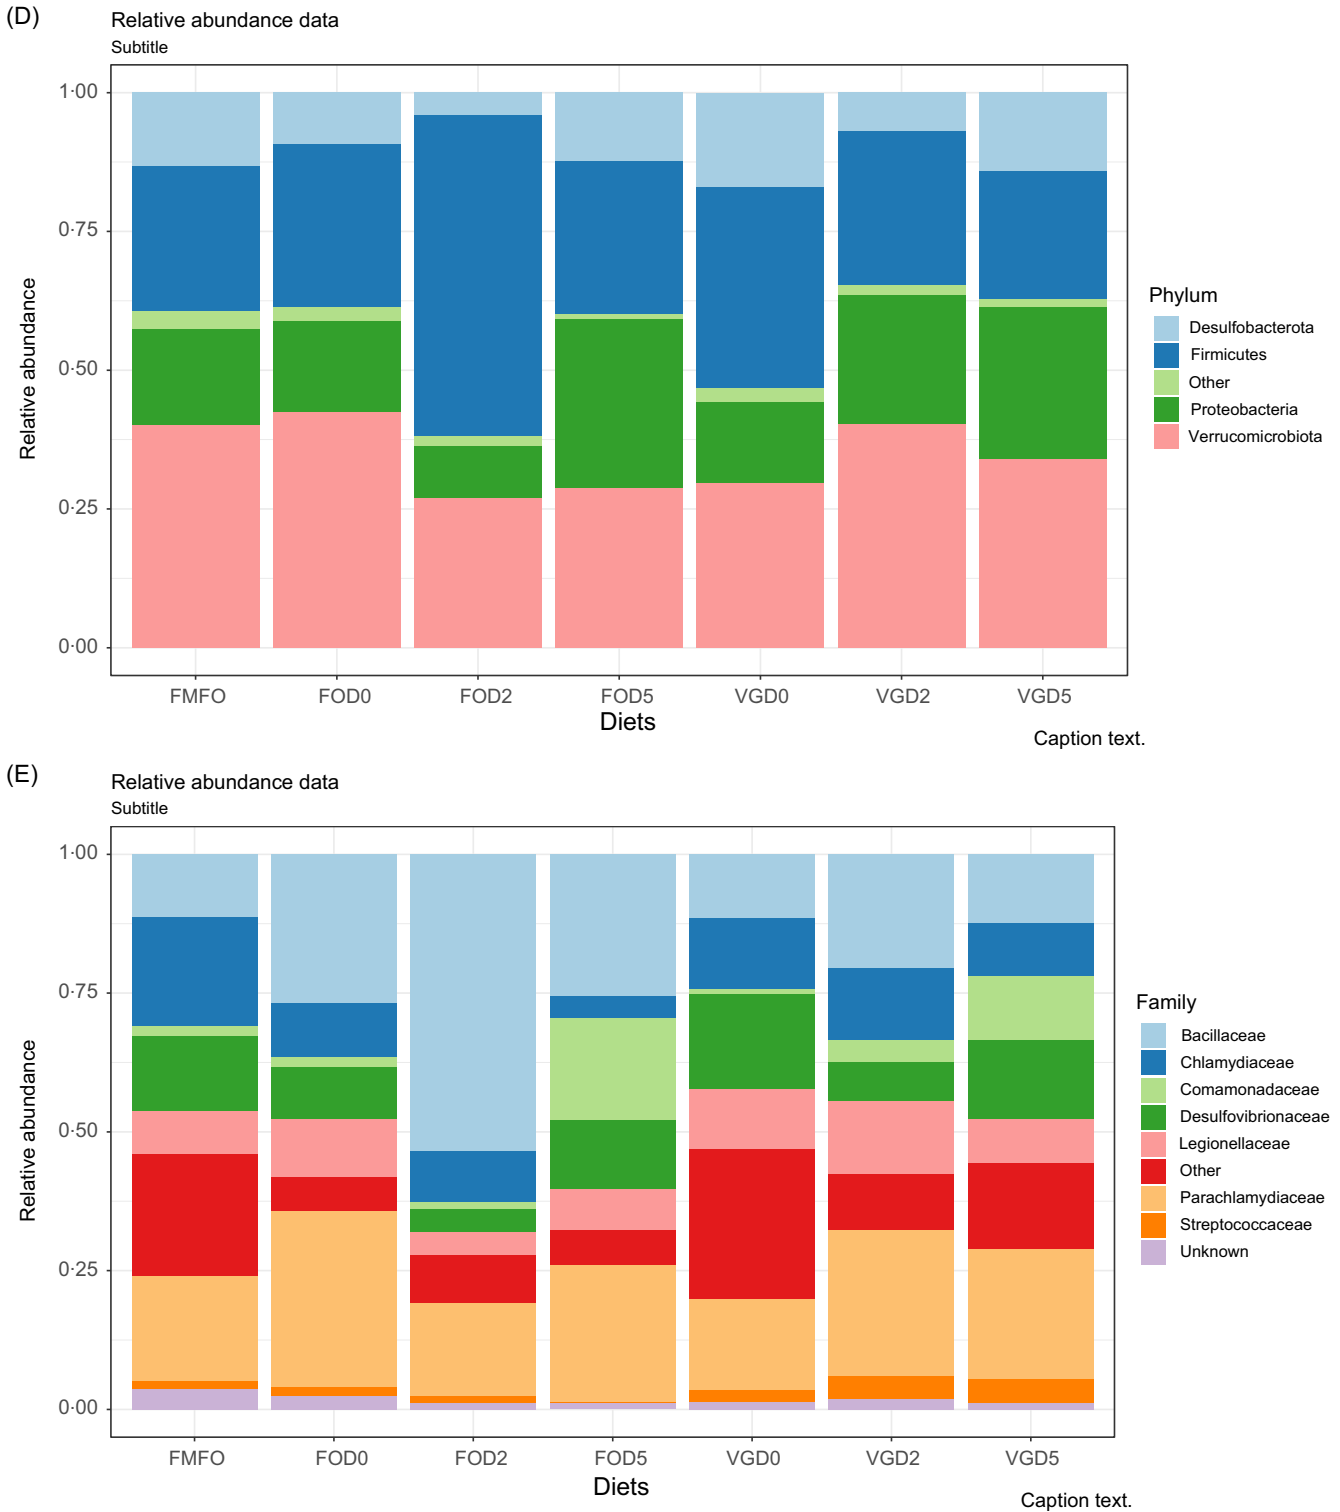 (D)
Relative abundance data
Subtitle
1·00
0·75
0·50
0·25
0·00
Relative abundance
FMFO FOD0 FOD2 FOD5 VGD0 VGD2 VGD5
Diets
Caption text.
Phylum
Desulfobacterota
Firmicutes
Other
Proteobacteria
Verrucomicrobiota
(E)
Relative abundance data
Subtitle
1·00
0·75
0·50
0·25
0·00
Relative abundance
FMFO FOD0 FOD2 FOD5 VGD0 VGD2 VGD5
Diets
Caption text.
Family
Bacillaceae
Chlamydiaceae
Comamonadaceae
Desulfovibrionaceae
Legionellaceae
Other
Parachlamydiaceae
Streptococcaceae
Unknown